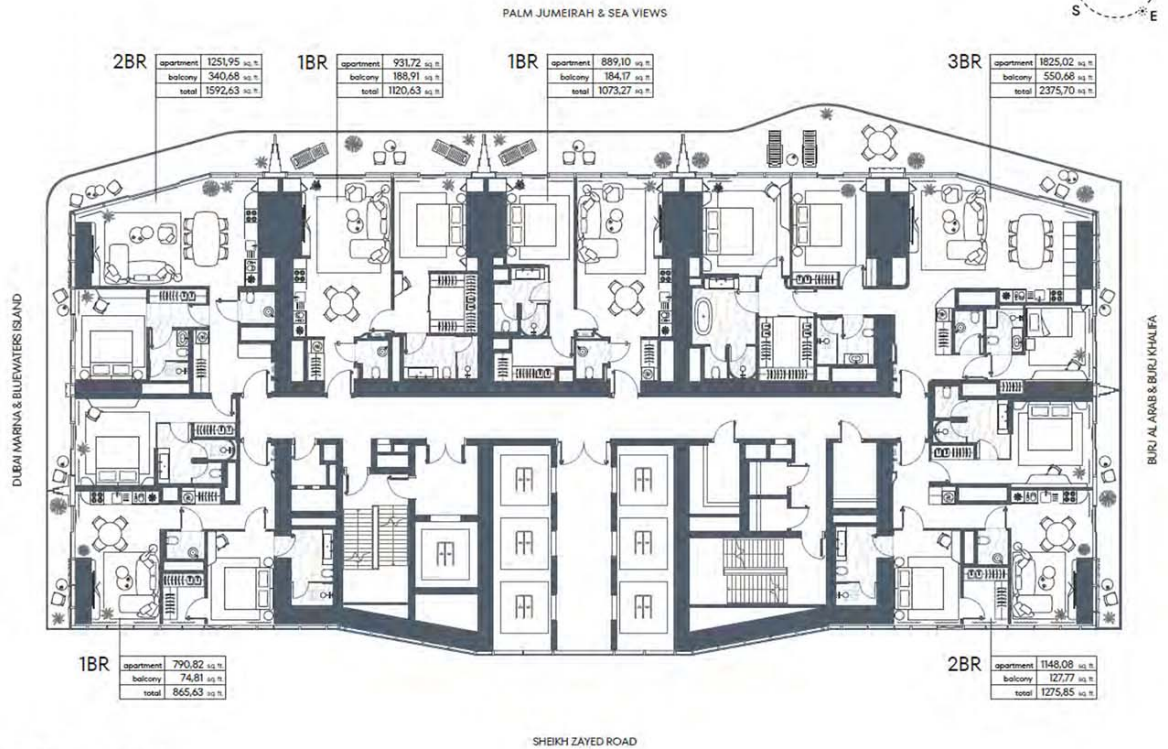 S
E
PALM JUMEIRAH & SEA VIEWS
2BR
apartment 1251,95 sq. ft.
balcony 340,68 sq. ft.
total 1592,63 sq. ft.
1BR
apartment 931,72 sq. ft.
balcony 188,91 sq. ft.
total 1120,63 sq. ft.
1BR
apartment 889,10 sq. ft.
balcony 184,17 sq. ft.
total 1073,27 sq. ft.
3BR
apartment 1825,02 sq. ft.
balcony 550,68 sq. ft.
total 2375,70 sq. ft.
DUBAI MARINA & BLUEWATERS ISLAND
BURJ AL ARAB & BURJ KHALIFA
1BR
apartment 790,82 sq. ft.
balcony 74,81 sq. ft.
total 865,63 sq. ft.
2BR
apartment 1148,08 sq. ft.
balcony 127,77 sq. ft.
total 1275,85 sq. ft.
SHEIKH ZAYED ROAD